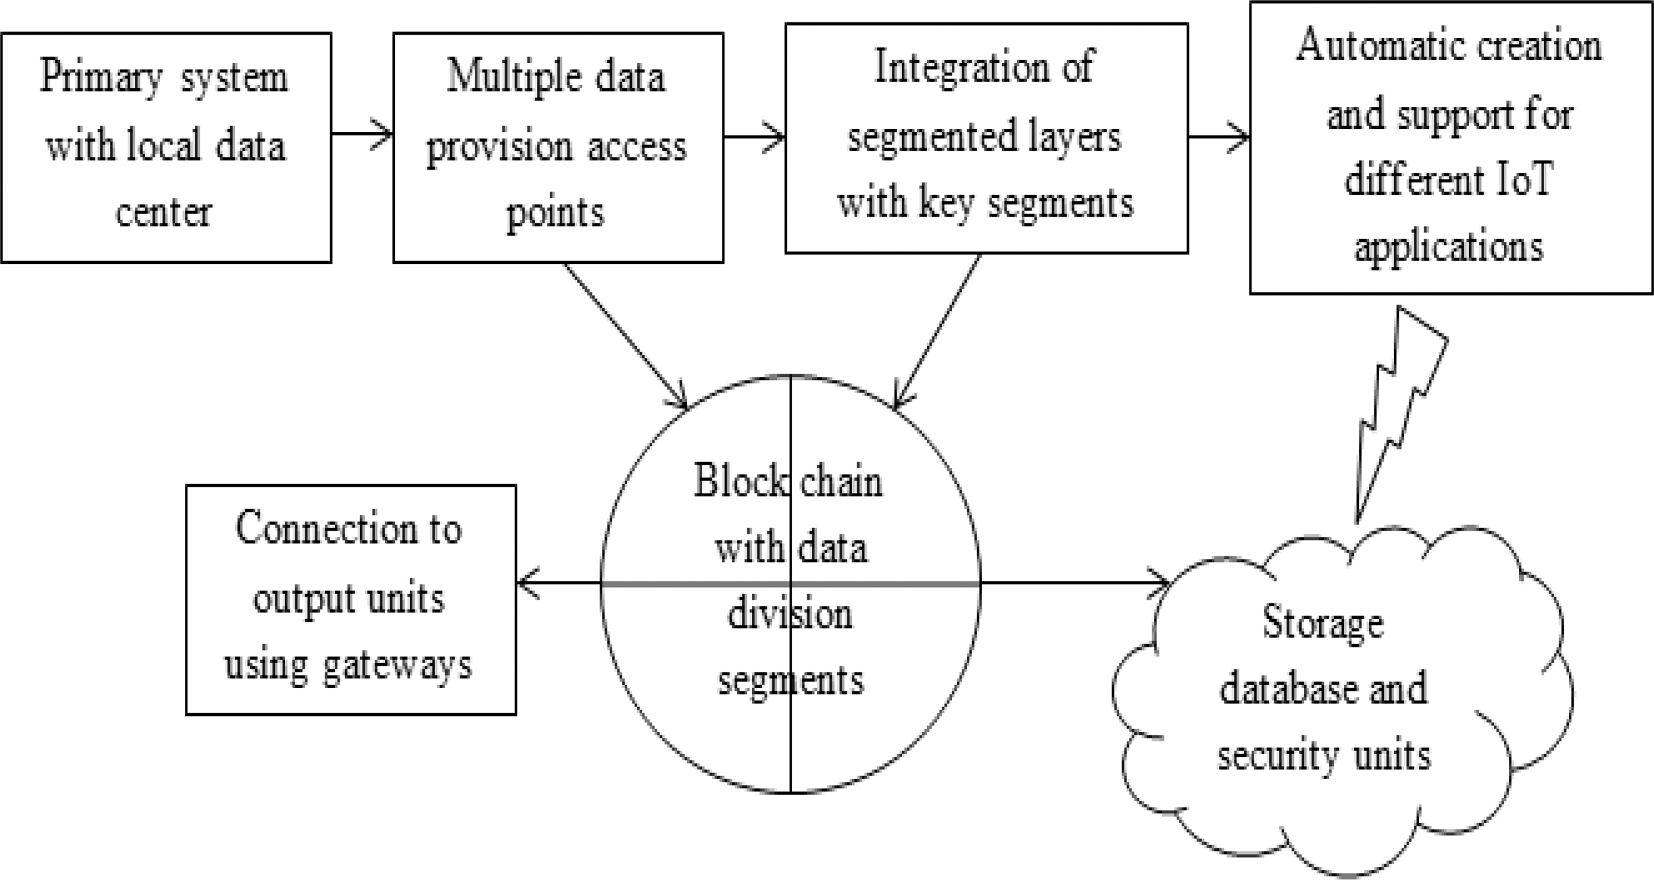 Primary system
with local data
center
Multiple data
provision access
points
Integration of
segmented layers
with key segments
Automatic creation
and support for
different IoT
applications
Connection to
output units
using gateways
Block chain
with data
division
segments
Storage
database and
security units